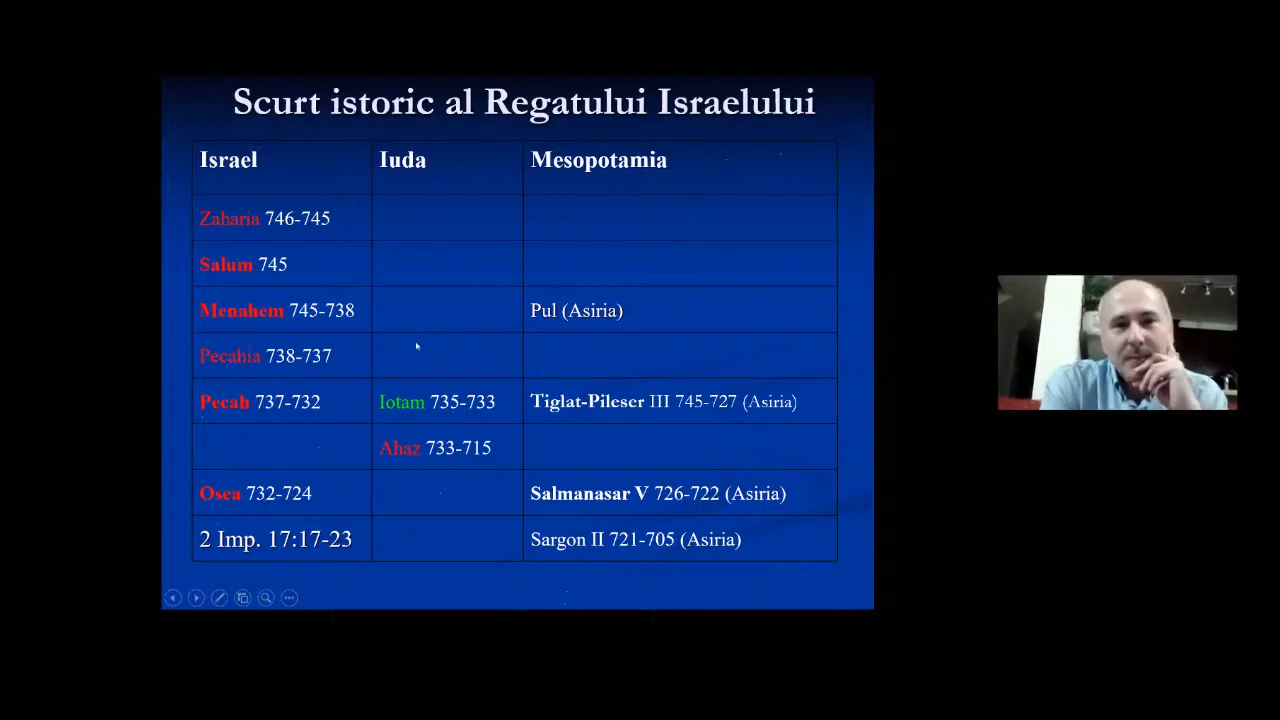 Scurt istoric al Regatului Israelului
Israel Iuda Mesopotamia
Zaharia 746-745
Salum 745
Menahem 745-738 Pul (Asiria)
Pecahia 738-737
Pecah 737-732 Iotam 735-733 Tiglat-Pileser III 745-727 (Asiria)
Ahaz 733-715
Osea 732-724 Salmanasar V 726-722 (Asiria)
2 Imp. 17:17-23 Sargon II 721-705 (Asiria)